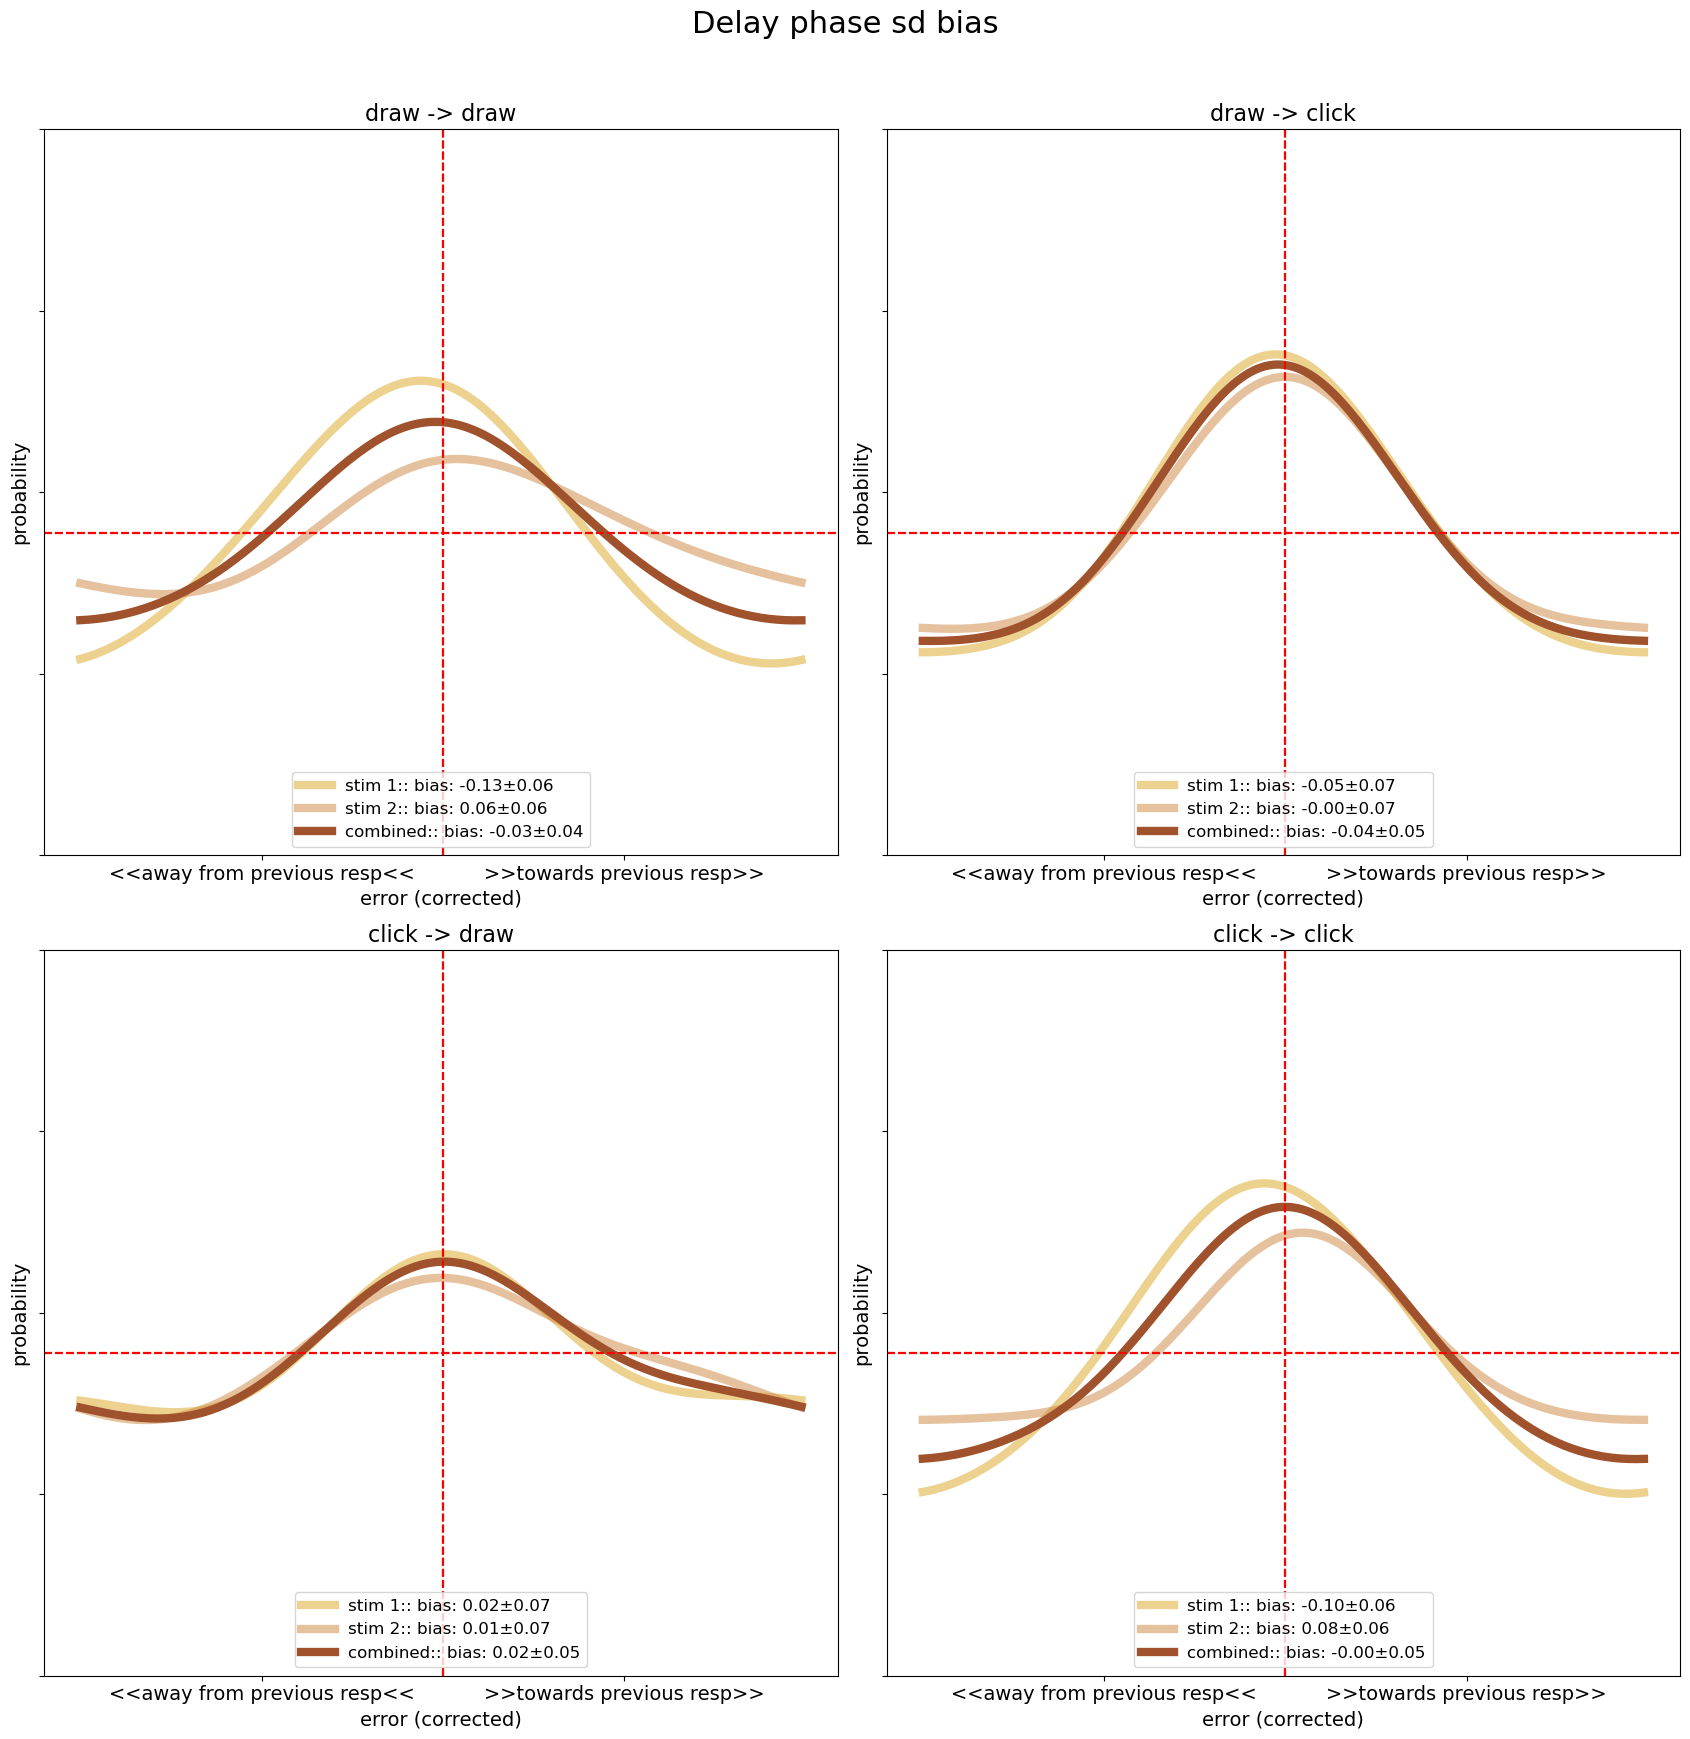 Delay phase sd bias
draw -> draw
probability
stim 1:: bias: -0.13±0.06
stim 2:: bias: 0.06±0.06
combined:: bias: -0.03±0.04
<<away from previous resp<<
>>towards previous resp>>
error (corrected)
draw -> click
probability
stim 1:: bias: -0.05±0.07
stim 2:: bias: -0.00±0.07
combined:: bias: -0.04±0.05
<<away from previous resp<<
>>towards previous resp>>
error (corrected)
click -> draw
probability
stim 1:: bias: 0.02±0.07
stim 2:: bias: 0.01±0.07
combined:: bias: 0.02±0.05
<<away from previous resp<<
>>towards previous resp>>
error (corrected)
click -> click
probability
stim 1:: bias: -0.10±0.06
stim 2:: bias: 0.08±0.06
combined:: bias: -0.00±0.05
<<away from previous resp<<
>>towards previous resp>>
error (corrected)